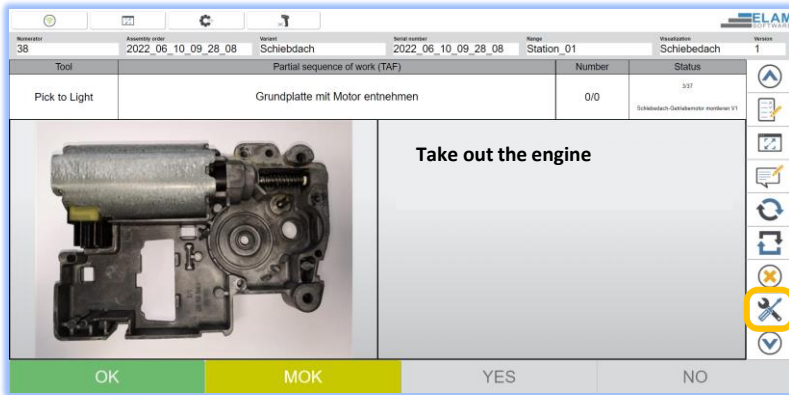 ELAM
SOFTWARE
Numerator
38
Assembly order
2022_06_10_09_28_08
Variant
Schiebdach
Serial number
2022_06_10_09_28_08
Range
Station_01
Visualization
Schiebedach
Version
1
Tool
Partial sequence of work (TAF)
Number
Status
Pick to Light
Grundplatte mit Motor entnehmen
0/0
3/37
Schiebedach-Getriebemotor montieren V1
Take out the engine
OK
MOK
YES
NO